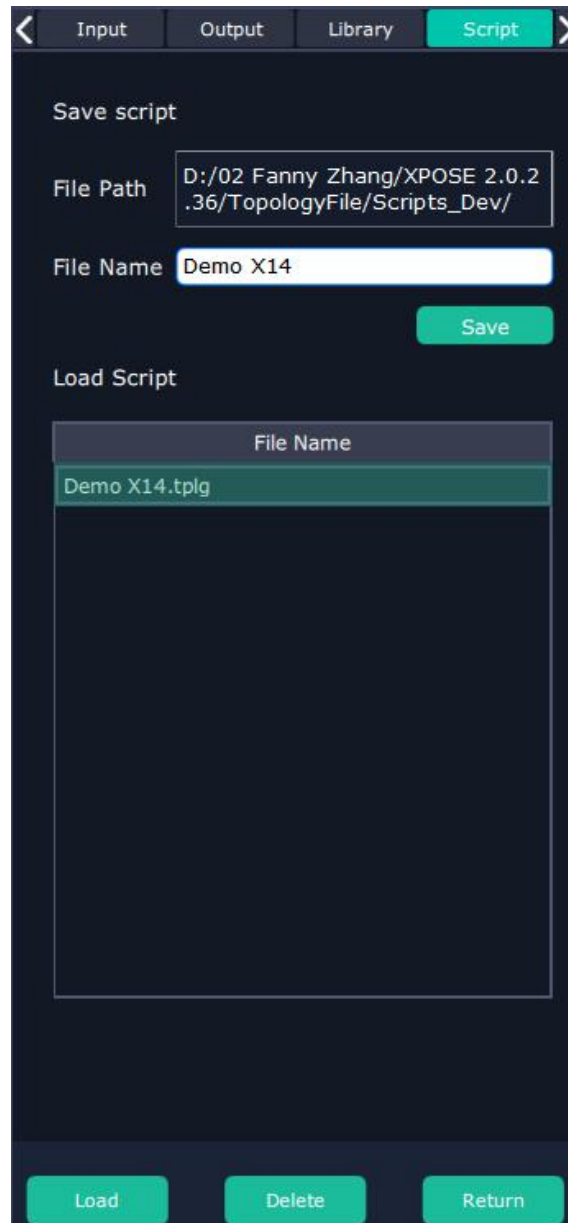 Input Output Library Script
Save script
File Path D:/02 Fanny Zhang/XPOSE 2.0.2
.36/TopologyFile/Scripts_Dev/
File Name Demo X14
Save
Load Script
File Name
Demo X14.tplg
Load Delete Return